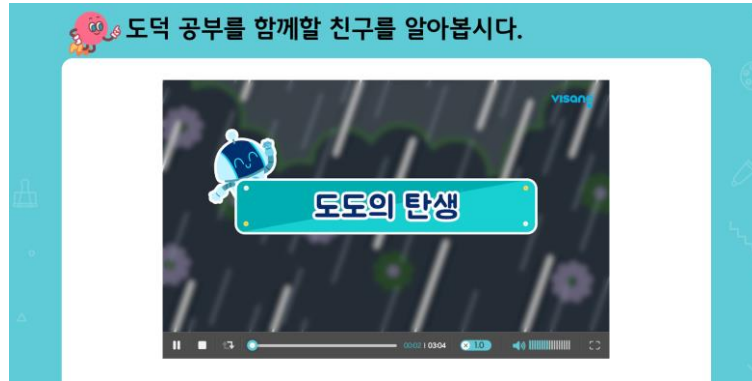 도덕 공부를 함께할 친구를 알아봅시다.
visang
도도의 탄생
00:02 | 03:04
× 1.0